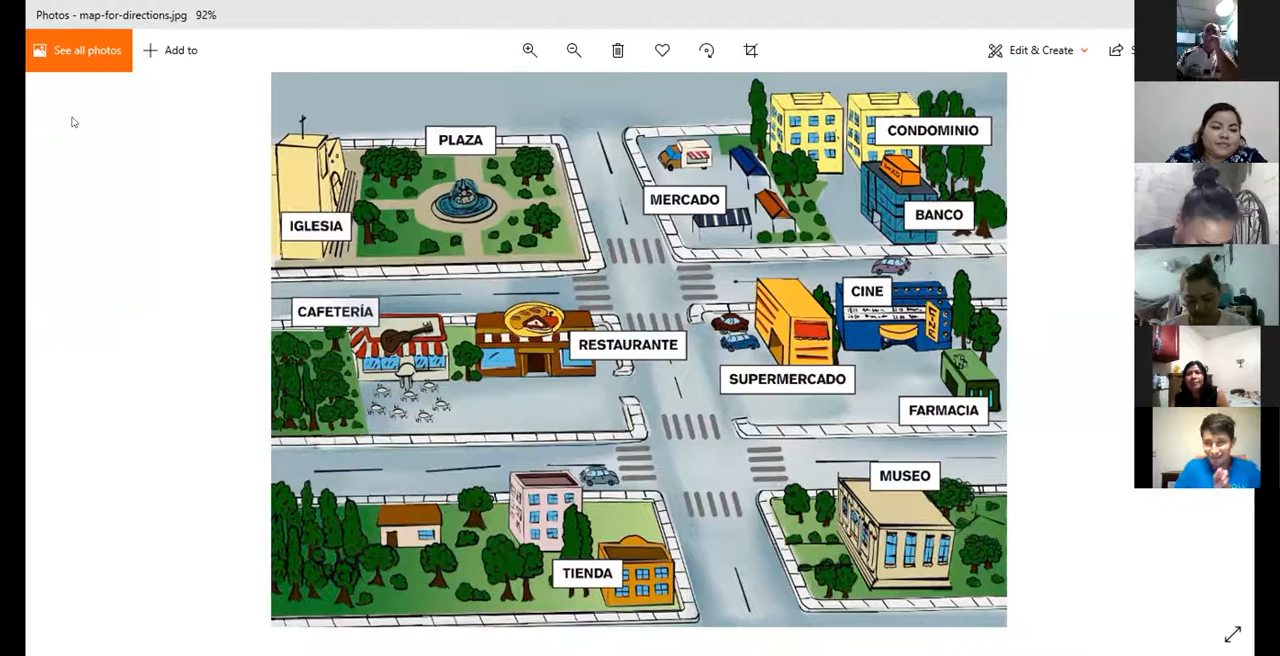 Photos - map-for-directions.jpg 92%
See all photos
Add to
Edit & Create
S
PLAZA
CONDOMINIO
MERCADO
BANCO
IGLESIA
CINE
CAFETERÍA
RESTAURANTE
SUPERMERCADO
FARMACIA
MUSEO
TIENDA